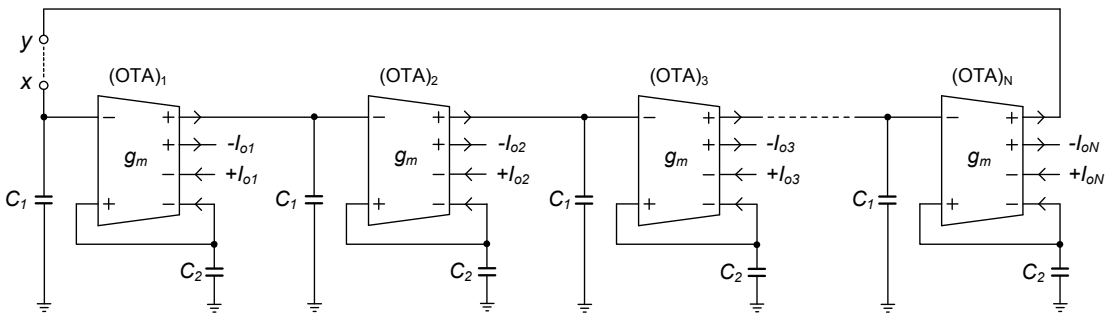 y
x
(OTA)1
(OTA)2
(OTA)3
(OTA)N
− + + − + −
gm
-Io1
+Io1
C1
C2
− + + − + −
gm
-Io2
+Io2
C1
C2
− + + − + −
gm
-Io3
+Io3
C1
C2
− + + − + −
gm
-IoN
+IoN
C1
C2